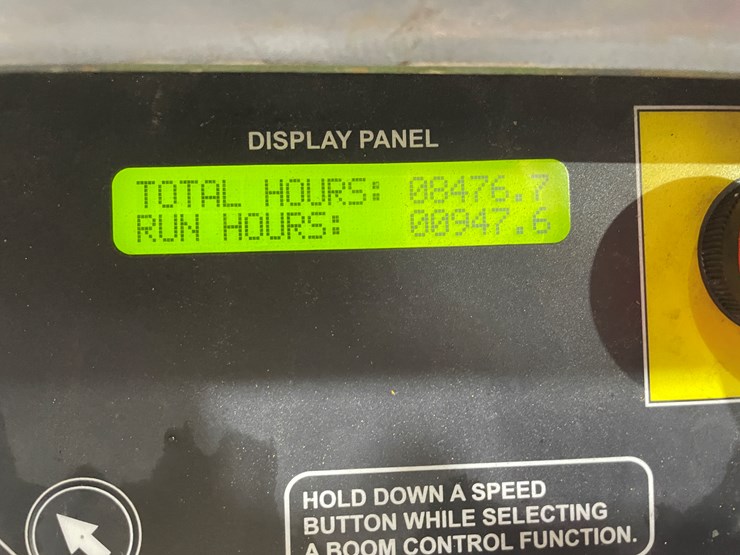 DISPLAY PANEL
TOTAL HOURS: 08476.7
RUN HOURS: 00947.6
HOLD DOWN A SPEED
BUTTON WHILE SELECTING
A BOOM CONTROL FUNCTION.